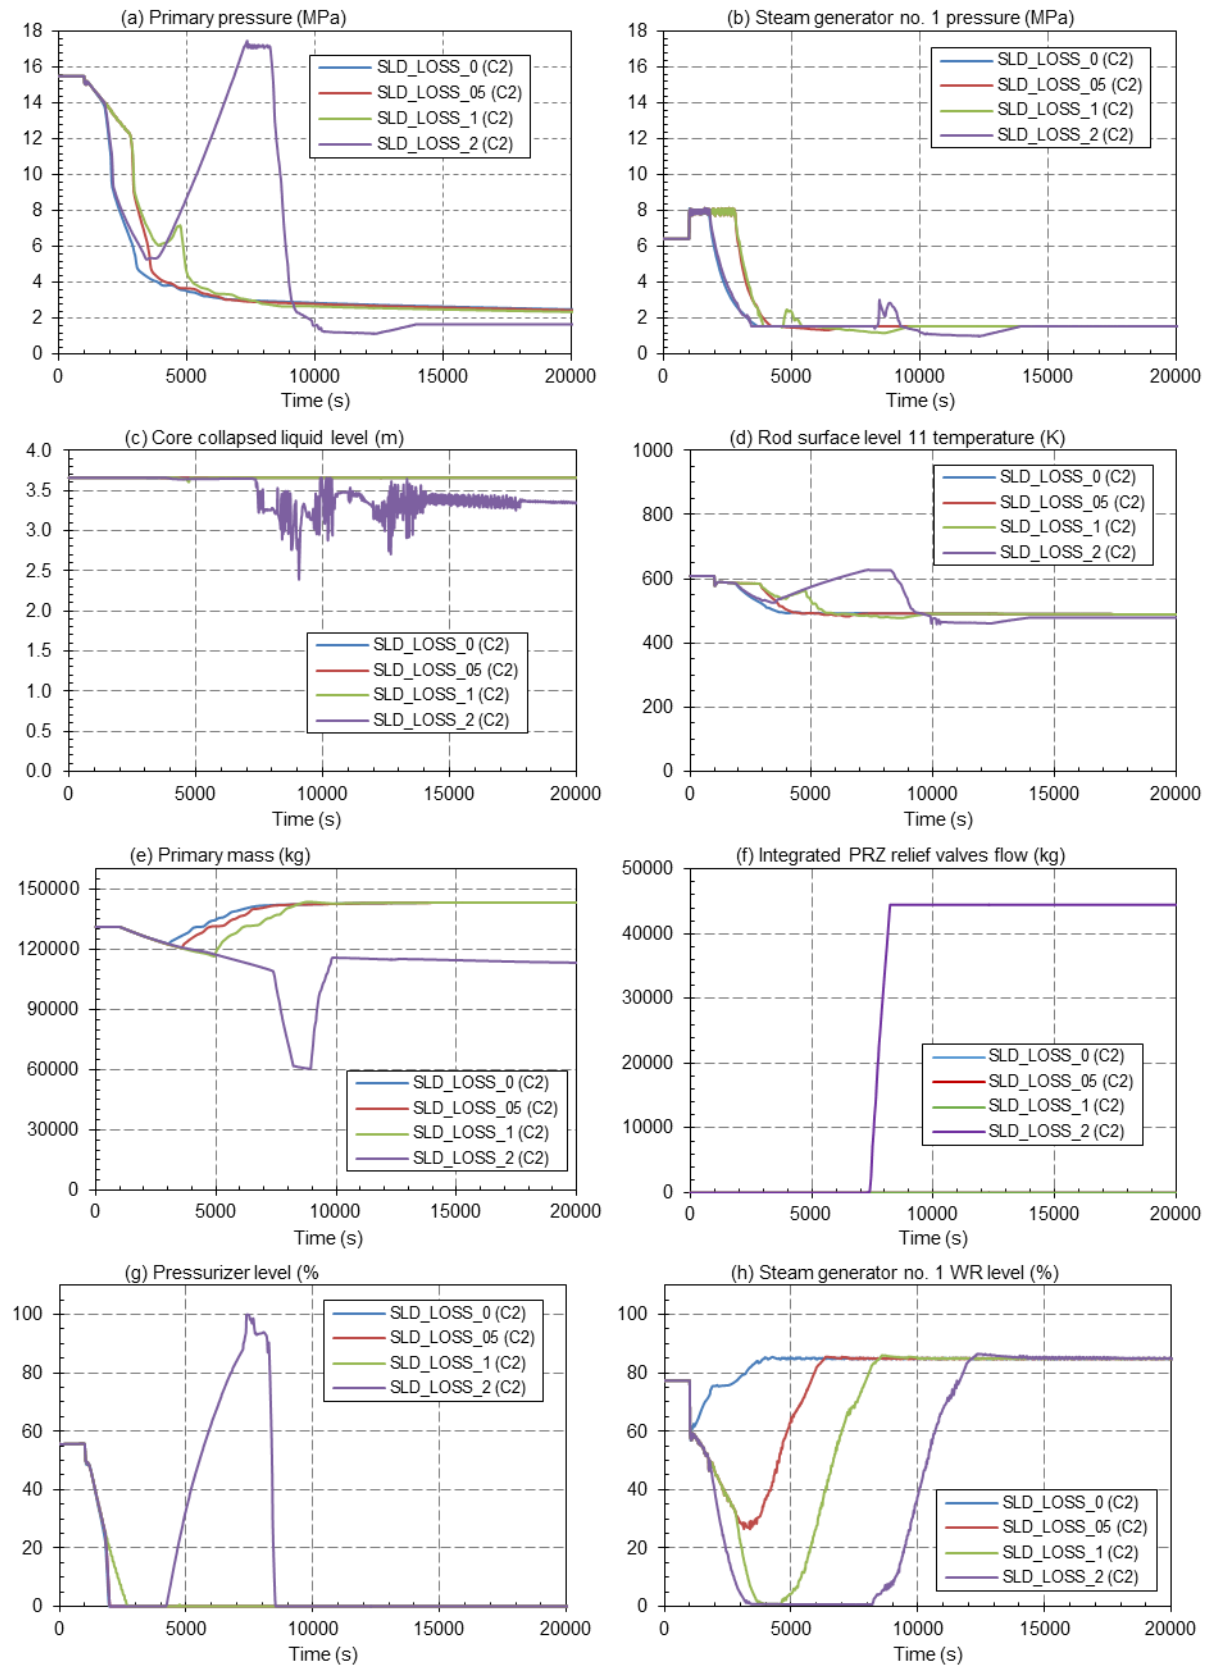 (a) Primary pressure (MPa)
18
16
14
12
10
8
6
4
2
0
SLD_LOSS_0 (C2)
SLD_LOSS_05 (C2)
SLD_LOSS_1 (C2)
SLD_LOSS_2 (C2)
0 5000 10000 15000 20000
Time (s)
(b) Steam generator no. 1 pressure (MPa)
18
16
14
12
10
8
6
4
2
0
SLD_LOSS_0 (C2)
SLD_LOSS_05 (C2)
SLD_LOSS_1 (C2)
SLD_LOSS_2 (C2)
0 5000 10000 15000 20000
Time (s)
(c) Core collapsed liquid level (m)
4.0
3.5
3.0
2.5
2.0
1.5
1.0
0.5
0.0
SLD_LOSS_0 (C2)
SLD_LOSS_05 (C2)
SLD_LOSS_1 (C2)
SLD_LOSS_2 (C2)
0 5000 10000 15000 20000
Time (s)
(d) Rod surface level 11 temperature (K)
1000
800
600
400
200
0
SLD_LOSS_0 (C2)
SLD_LOSS_05 (C2)
SLD_LOSS_1 (C2)
SLD_LOSS_2 (C2)
0 5000 10000 15000 20000
Time (s)
(e) Primary mass (kg)
150000
120000
90000
60000
30000
0
SLD_LOSS_0 (C2)
SLD_LOSS_05 (C2)
SLD_LOSS_1 (C2)
SLD_LOSS_2 (C2)
0 5000 10000 15000 20000
Time (s)
(f) Integrated PRZ relief valves flow (kg)
50000
40000
30000
20000
10000
0
SLD_LOSS_0 (C2)
SLD_LOSS_05 (C2)
SLD_LOSS_1 (C2)
SLD_LOSS_2 (C2)
0 5000 10000 15000 20000
Time (s)
(g) Pressurizer level (%
100
80
60
40
20
0
SLD_LOSS_0 (C2)
SLD_LOSS_05 (C2)
SLD_LOSS_1 (C2)
SLD_LOSS_2 (C2)
0 5000 10000 15000 20000
Time (s)
(h) Steam generator no. 1 WR level (%)
100
80
60
40
20
0
SLD_LOSS_0 (C2)
SLD_LOSS_05 (C2)
SLD_LOSS_1 (C2)
SLD_LOSS_2 (C2)
0 5000 10000 15000 20000
Time (s)